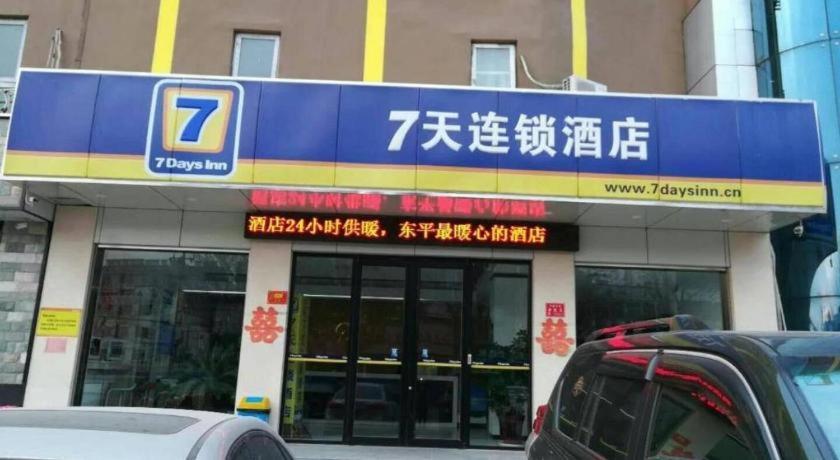 7
7 Days Inn
7天连锁酒店
www.7daysinn.cn
酒店24小时供暖，东平最暖心的酒店
囍
囍